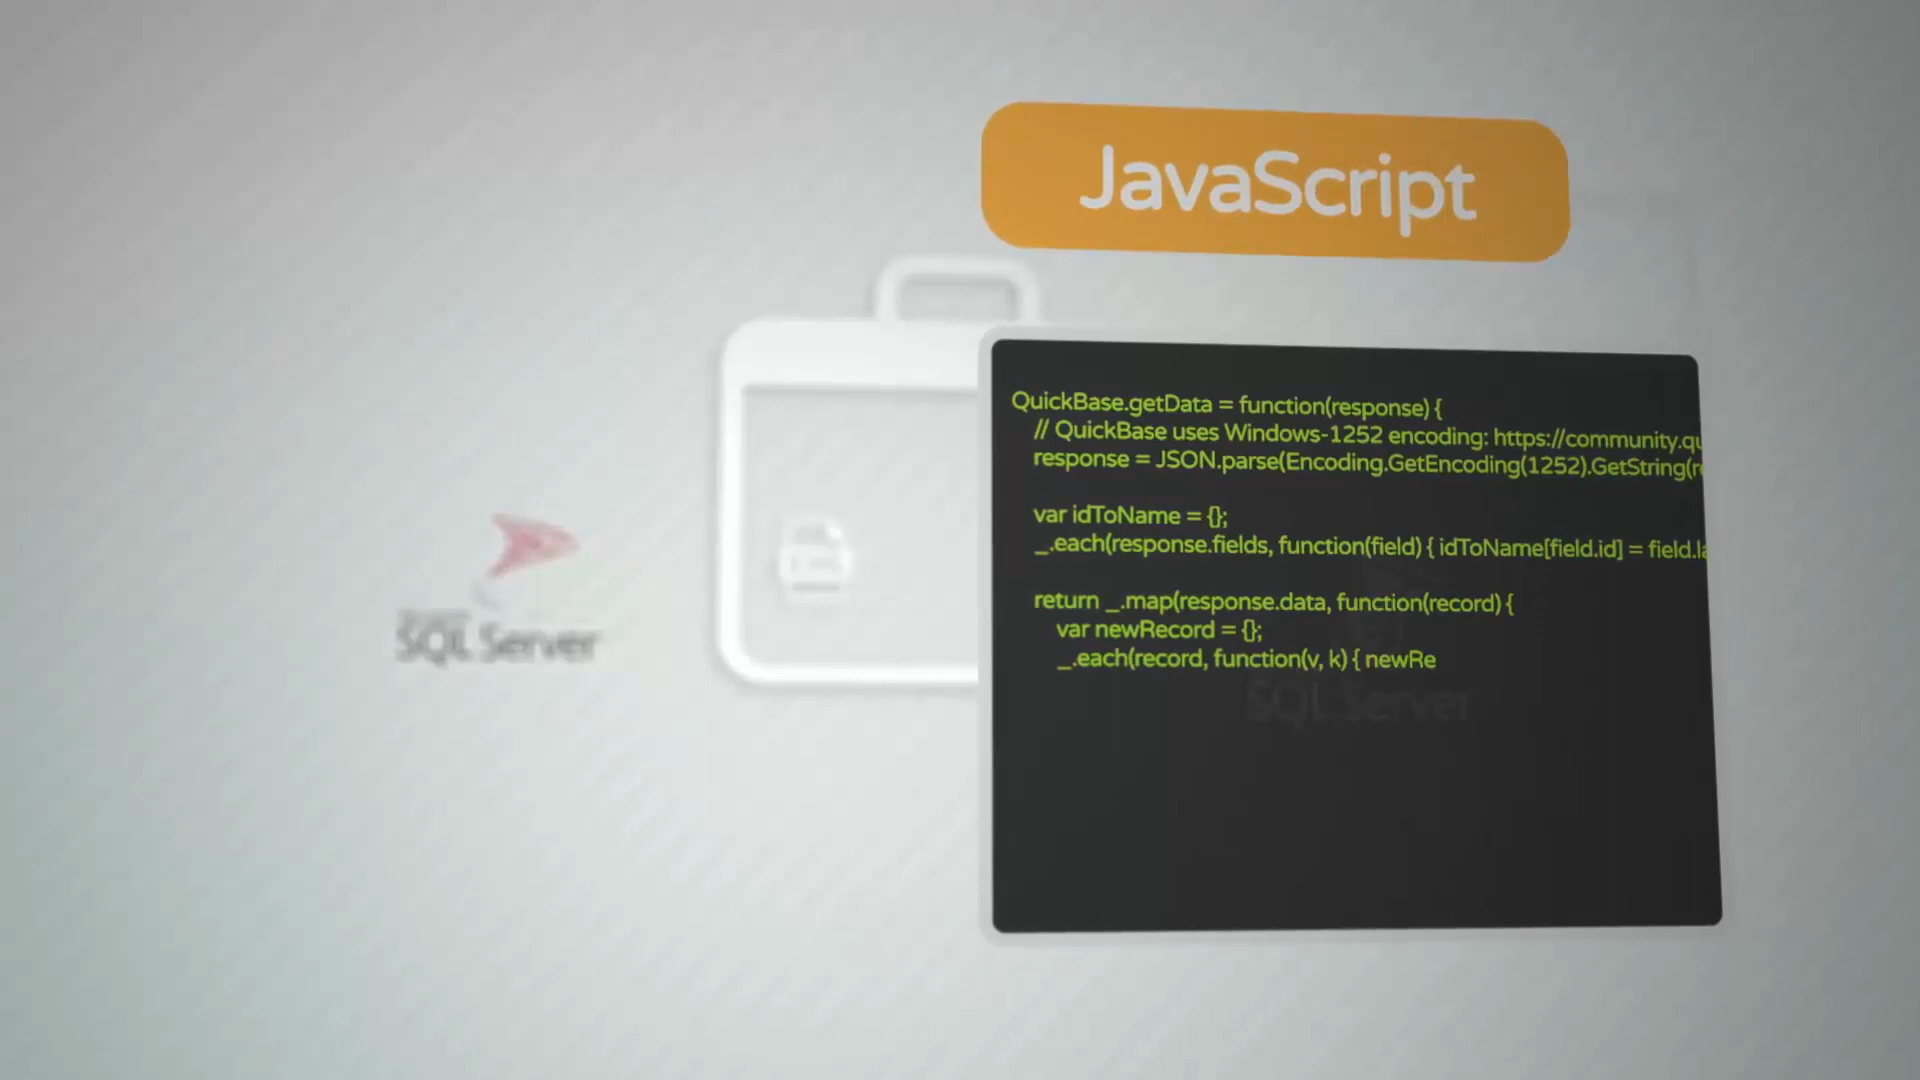 JavaScript
QuickBase.getData = function(response) {
// QuickBase uses Windows-1252 encoding: https://community.qu
response = JSON.parse(Encoding.GetEncoding(1252).GetString(r
var idToName = {};
_.each(response.fields, function(field) { idToName[field.id] = field.la
return _.map(response.data, function(record) {
var newRecord = {};
_.each(record, function(v, k) { newRe
SQL Server
SQL Server